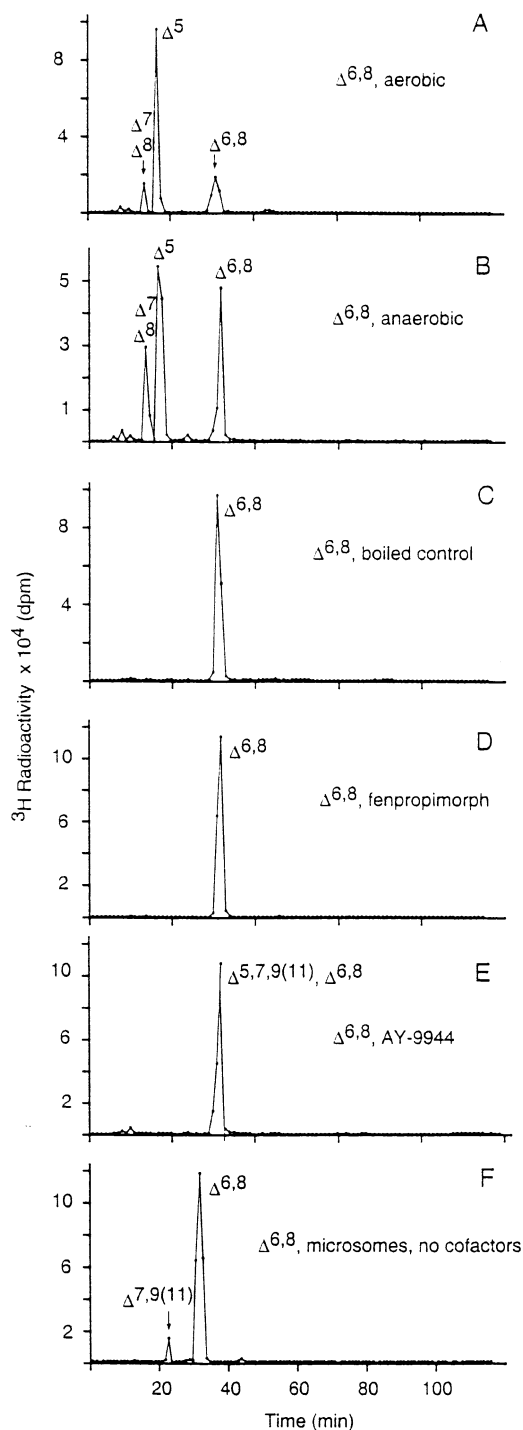 A
Δ5
8
Δ6,8, aerobic
Δ7
4
Δ8
Δ6,8
B
Δ5
Δ6,8
5
Δ7
Δ6,8, anaerobic
Δ8
3
1
C
Δ6,8
8
Δ6,8, boiled control
4
3H Radioactivity x 104 (dpm)
D
Δ6,8
10
Δ6,8, fenpropimorph
6
2
E
Δ5,7,9(11), Δ6,8
10
Δ6,8, AY-9944
6
2
F
Δ6,8
10
Δ6,8, microsomes, no cofactors
6
Δ7,9(11)
2
20 40 60 80 100
Time (min)